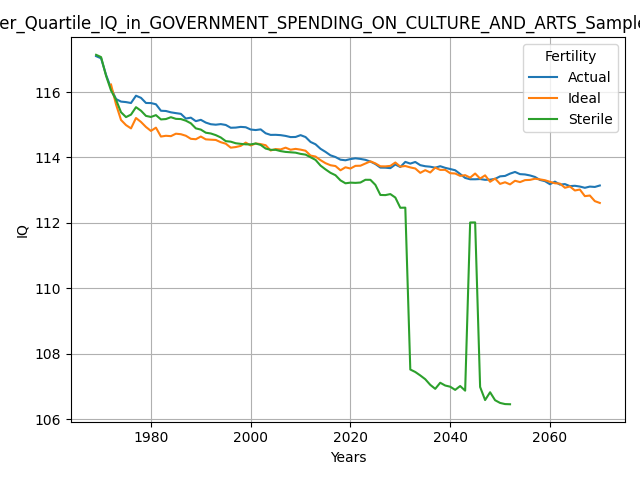 er_Quartile_IQ_in_GOVERNMENT_SPENDING_ON_CULTURE_AND_ARTS_Sample
Fertility
Actual
Ideal
Sterile
IQ
116
114
112
110
108
106
1980
2000
2020
2040
2060
Years